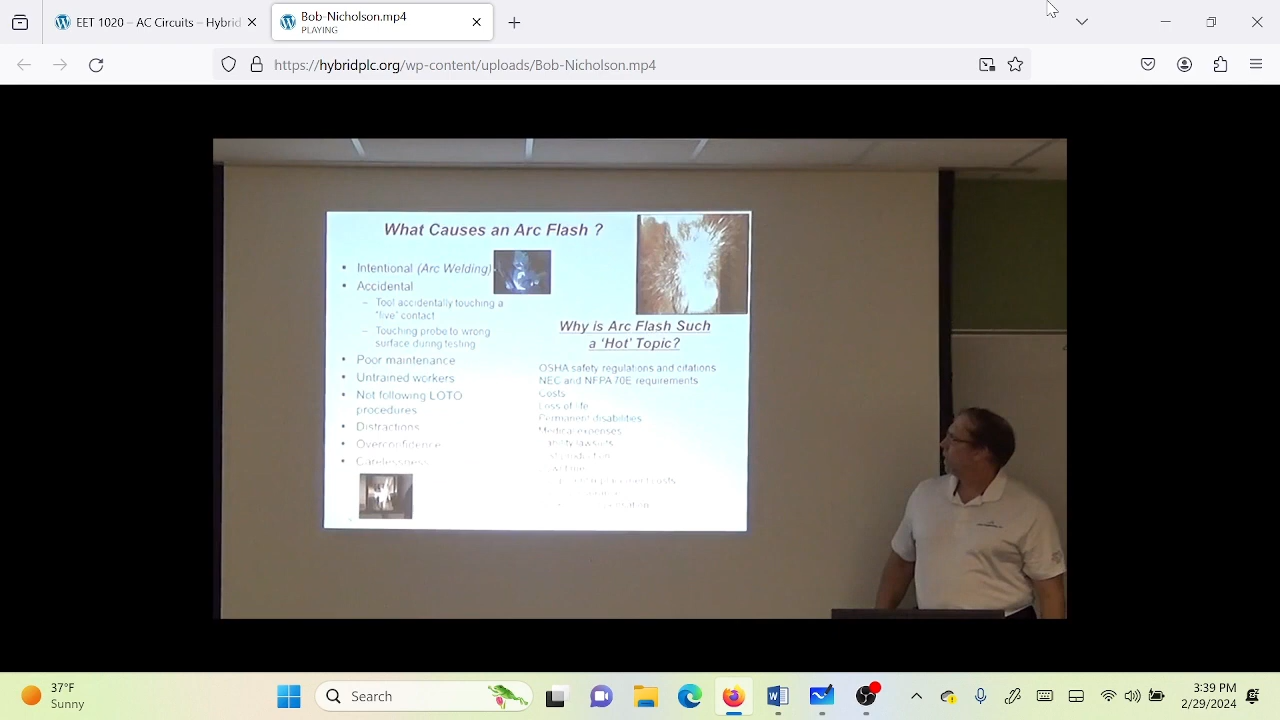 EET 1020 – AC Circuits – Hybrid
Bob-Nicholson.mp4
PLAYING
https://hybridplc.org/wp-content/uploads/Bob-Nicholson.mp4
What Causes an Arc Flash ?
• Intentional (Arc Welding)
• Accidental
– Tool accidentally touching a
"live" contact
– Touching probe to wrong
surface during testing
• Poor maintenance
• Untrained workers
• Not following LOTO
procedures
• Distractions
• Overconfidence
• Carelessness
Why is Arc Flash Such
a 'Hot' Topic?
OSHA safety regulations and citations
NEC and NFPA 70E requirements
Costs
Loss of life
Permanent disabilities
Medical expenses
37°F
Sunny
Search
3:39 PM
2/29/2024